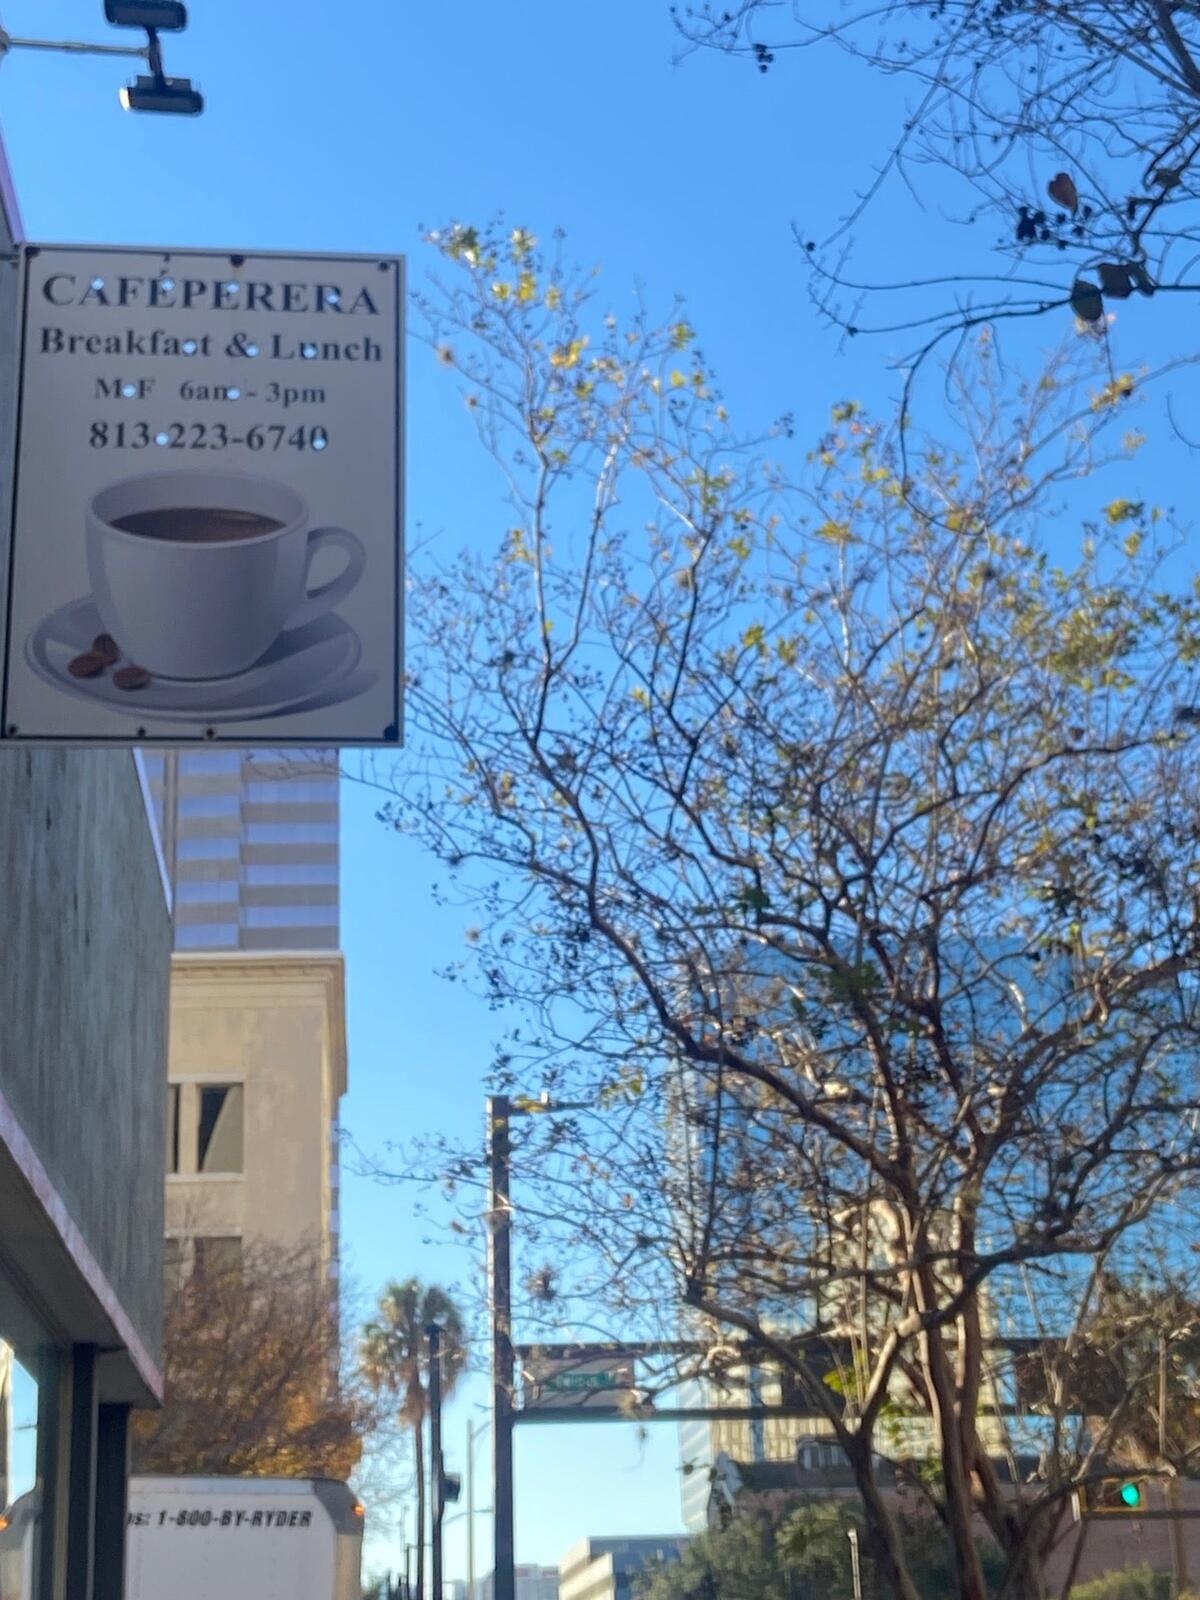 CAFÉPERERA
Breakfast & Lunch
M-F 6am - 3pm
813-223-6740
1-800-BY-RYDER